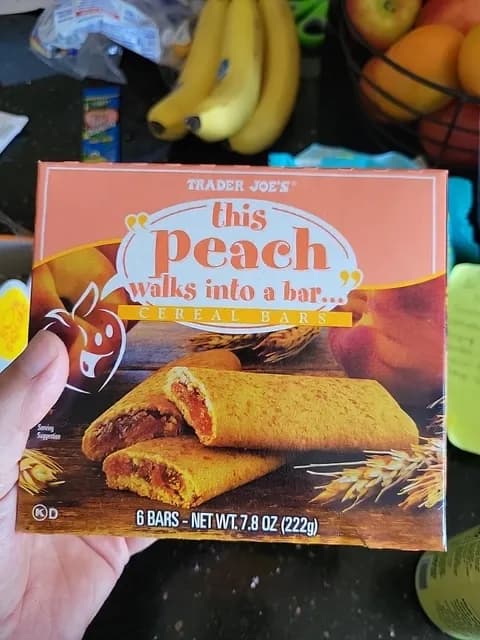 TRADER JOE'S®
"this
Peach
walks into a bar..."
CEREAL BARS
Serving
Suggestion
K D
6 BARS - NET WT. 7.8 OZ (222g)